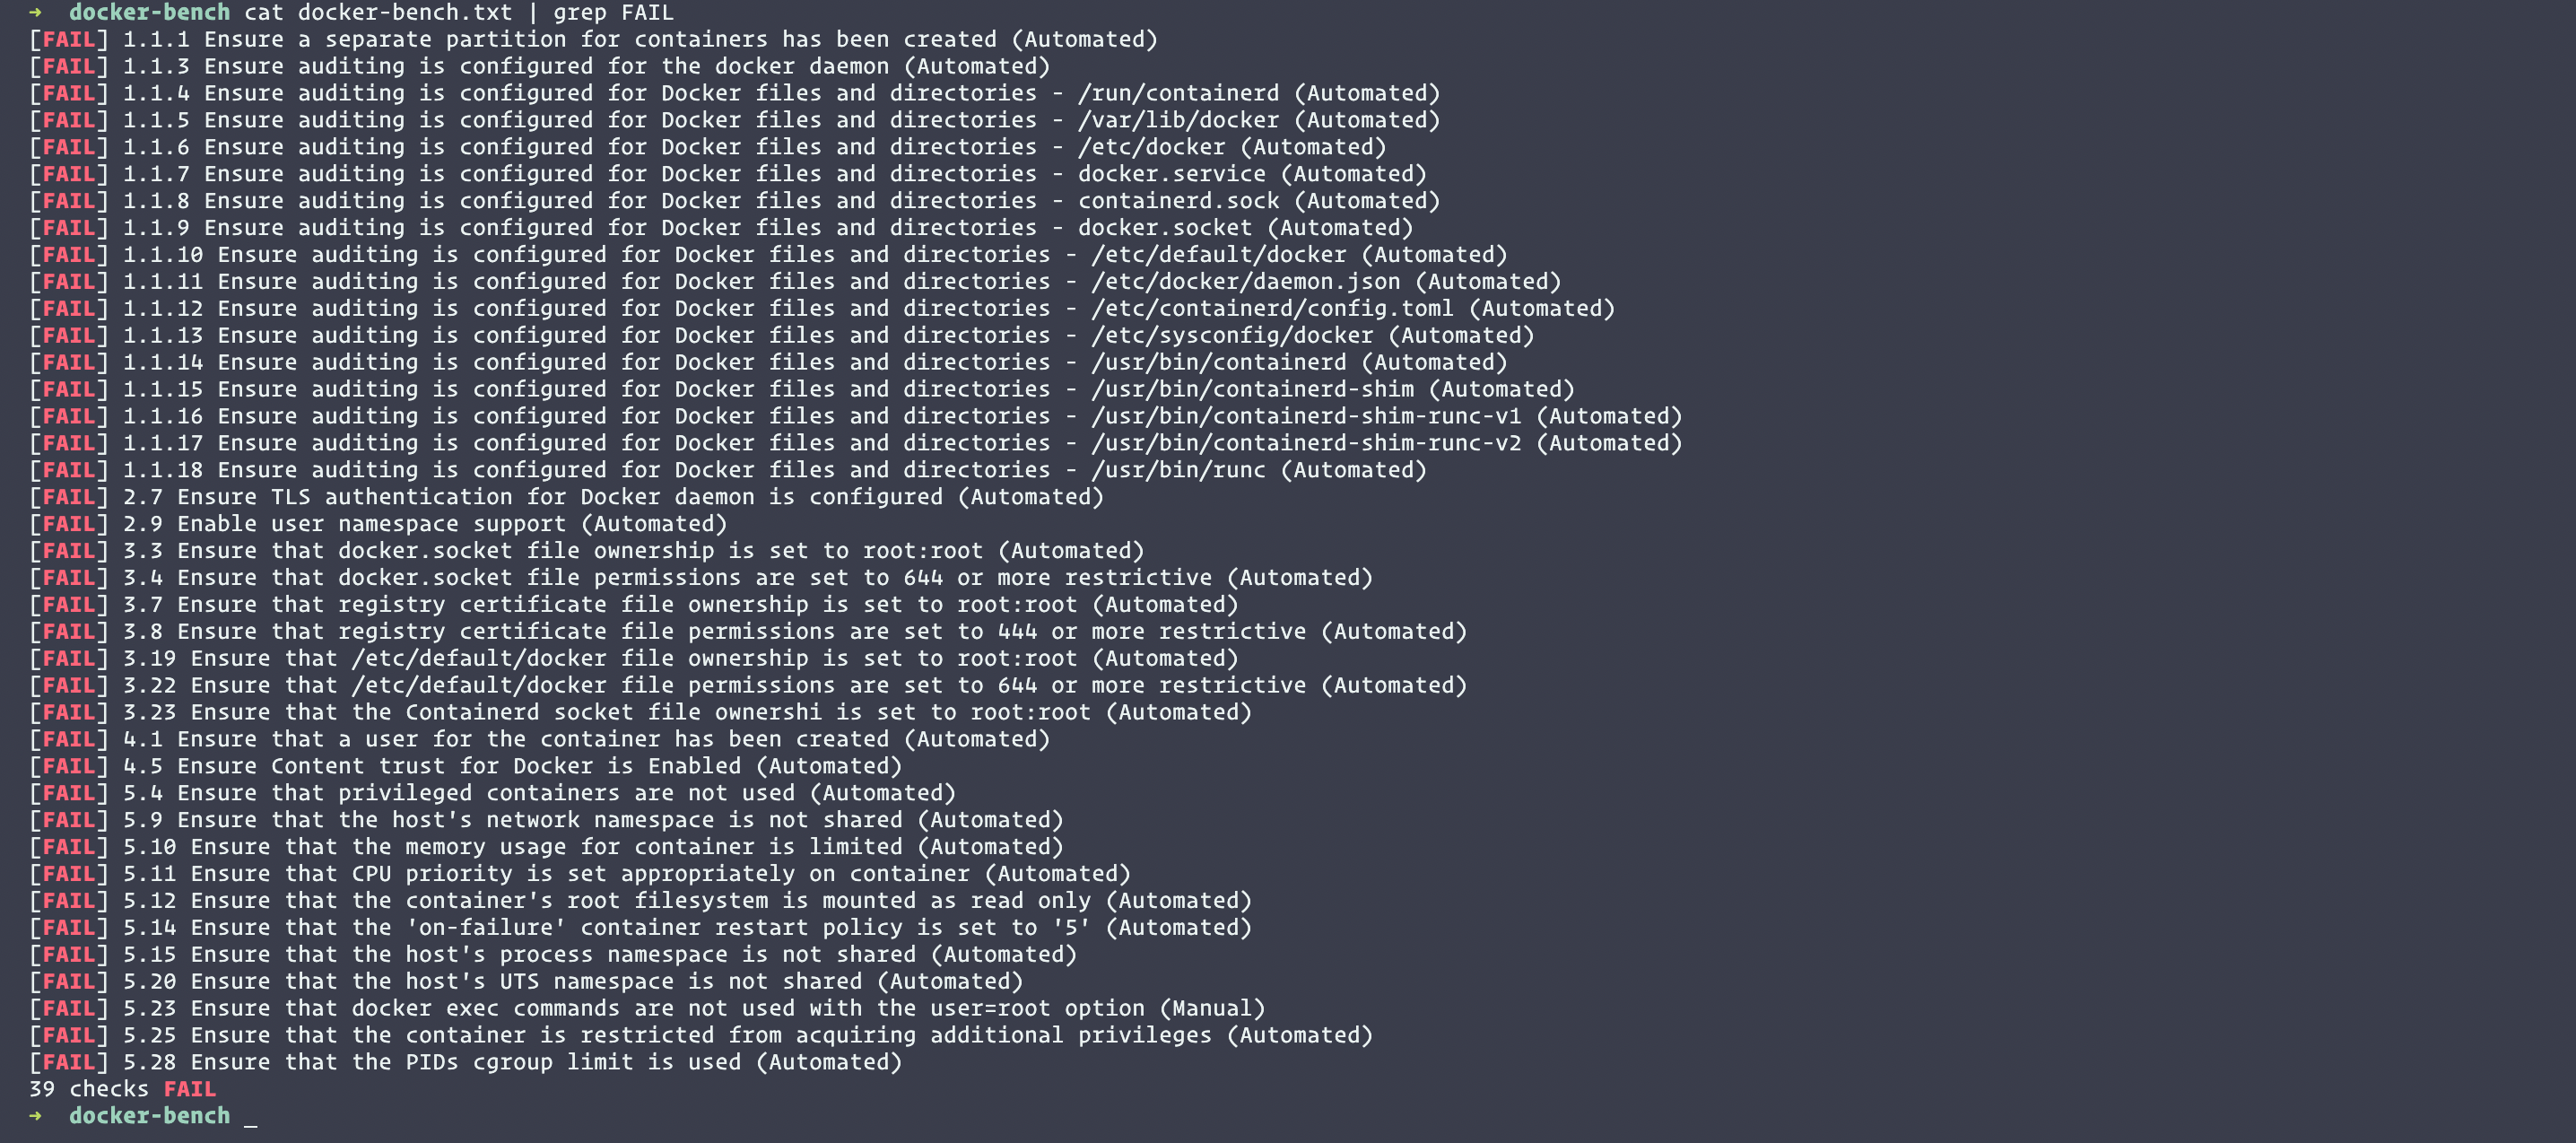 → docker-bench cat docker-bench.txt | grep FAIL
[FAIL] 1.1.1 Ensure a separate partition for containers has been created (Automated)
[FAIL] 1.1.3 Ensure auditing is configured for the docker daemon (Automated)
[FAIL] 1.1.4 Ensure auditing is configured for Docker files and directories - /run/containerd (Automated)
[FAIL] 1.1.5 Ensure auditing is configured for Docker files and directories - /var/lib/docker (Automated)
[FAIL] 1.1.6 Ensure auditing is configured for Docker files and directories - /etc/docker (Automated)
[FAIL] 1.1.7 Ensure auditing is configured for Docker files and directories - docker.service (Automated)
[FAIL] 1.1.8 Ensure auditing is configured for Docker files and directories - containerd.sock (Automated)
[FAIL] 1.1.9 Ensure auditing is configured for Docker files and directories - docker.socket (Automated)
[FAIL] 1.1.10 Ensure auditing is configured for Docker files and directories - /etc/default/docker (Automated)
[FAIL] 1.1.11 Ensure auditing is configured for Docker files and directories - /etc/docker/daemon.json (Automated)
[FAIL] 1.1.12 Ensure auditing is configured for Docker files and directories - /etc/containerd/config.toml (Automated)
[FAIL] 1.1.13 Ensure auditing is configured for Docker files and directories - /etc/sysconfig/docker (Automated)
[FAIL] 1.1.14 Ensure auditing is configured for Docker files and directories - /usr/bin/containerd (Automated)
[FAIL] 1.1.15 Ensure auditing is configured for Docker files and directories - /usr/bin/containerd-shim (Automated)
[FAIL] 1.1.16 Ensure auditing is configured for Docker files and directories - /usr/bin/containerd-shim-runc-v1 (Automated)
[FAIL] 1.1.17 Ensure auditing is configured for Docker files and directories - /usr/bin/containerd-shim-runc-v2 (Automated)
[FAIL] 1.1.18 Ensure auditing is configured for Docker files and directories - /usr/bin/runc (Automated)
[FAIL] 2.7 Ensure TLS authentication for Docker daemon is configured (Automated)
[FAIL] 2.9 Enable user namespace support (Automated)
[FAIL] 3.3 Ensure that docker.socket file ownership is set to root:root (Automated)
[FAIL] 3.4 Ensure that docker.socket file permissions are set to 644 or more restrictive (Automated)
[FAIL] 3.7 Ensure that registry certificate file ownership is set to root:root (Automated)
[FAIL] 3.8 Ensure that registry certificate file permissions are set to 444 or more restrictive (Automated)
[FAIL] 3.19 Ensure that /etc/default/docker file ownership is set to root:root (Automated)
[FAIL] 3.22 Ensure that /etc/default/docker file permissions are set to 644 or more restrictive (Automated)
[FAIL] 3.23 Ensure that the Containerd socket file ownershi is set to root:root (Automated)
[FAIL] 4.1 Ensure that a user for the container has been created (Automated)
[FAIL] 4.5 Ensure Content trust for Docker is Enabled (Automated)
[FAIL] 5.4 Ensure that privileged containers are not used (Automated)
[FAIL] 5.9 Ensure that the host's network namespace is not shared (Automated)
[FAIL] 5.10 Ensure that the memory usage for container is limited (Automated)
[FAIL] 5.11 Ensure that CPU priority is set appropriately on container (Automated)
[FAIL] 5.12 Ensure that the container's root filesystem is mounted as read only (Automated)
[FAIL] 5.14 Ensure that the 'on-failure' container restart policy is set to '5' (Automated)
[FAIL] 5.15 Ensure that the host's process namespace is not shared (Automated)
[FAIL] 5.20 Ensure that the host's UTS namespace is not shared (Automated)
[FAIL] 5.23 Ensure that docker exec commands are not used with the user=root option (Manual)
[FAIL] 5.25 Ensure that the container is restricted from acquiring additional privileges (Automated)
[FAIL] 5.28 Ensure that the PIDs cgroup limit is used (Automated)
39 checks FAIL
→ docker-bench _